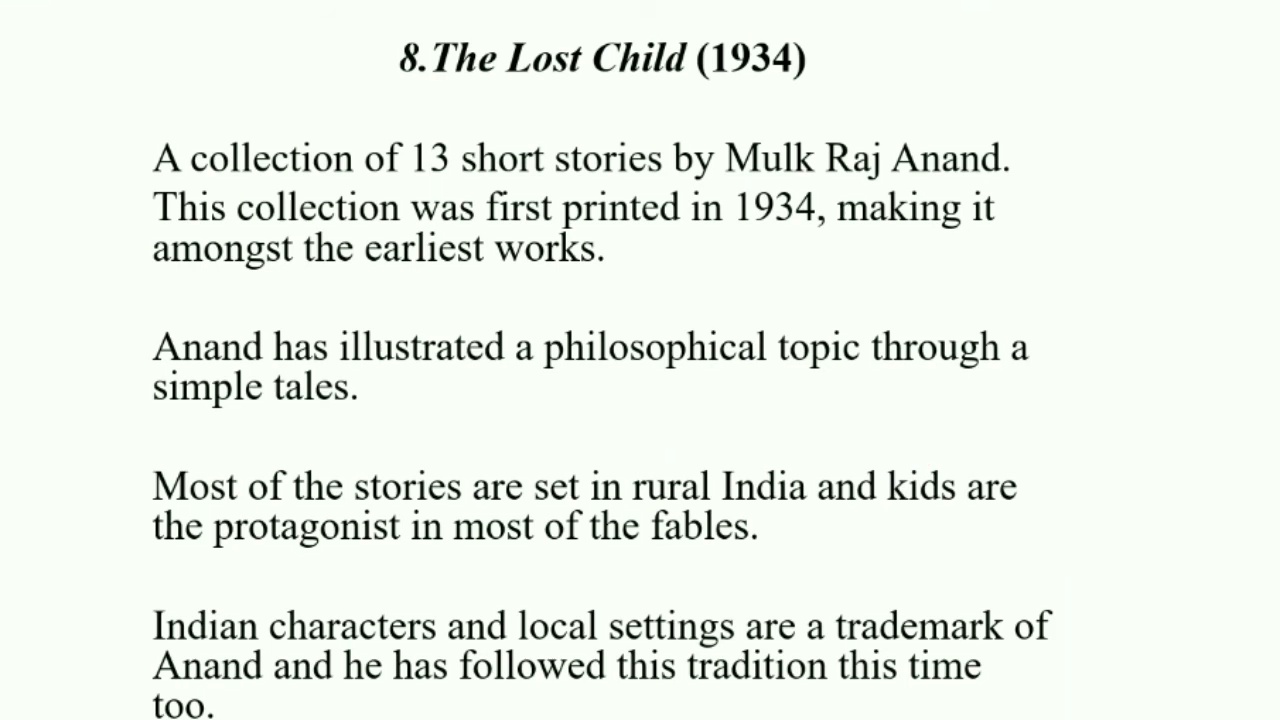 8.The Lost Child (1934)
A collection of 13 short stories by Mulk Raj Anand.
This collection was first printed in 1934, making it
amongst the earliest works.
Anand has illustrated a philosophical topic through a
simple tales.
Most of the stories are set in rural India and kids are
the protagonist in most of the fables.
Indian characters and local settings are a trademark of
Anand and he has followed this tradition this time
too.